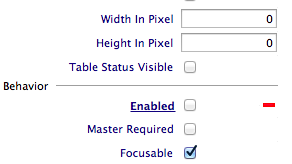 Width In Pixel 0
Height In Pixel 0
Table Status Visible
Behavior
Enabled
Master Required
Focusable